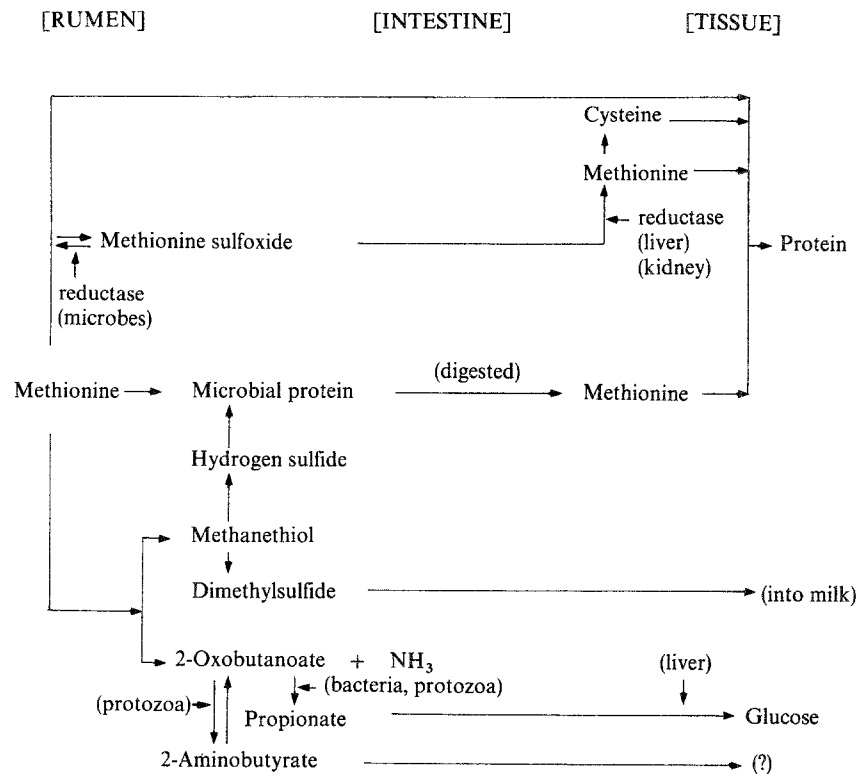 [RUMEN] [INTESTINE] [TISSUE]
Cysteine
Methionine
Methionine sulfoxide
reductase
(liver)
(kidney)
Protein
reductase
(microbes)
Methionine
Microbial protein
(digested)
Methionine
Hydrogen sulfide
Methanethiol
Dimethylsulfide
(into milk)
2-Oxobutanoate + NH3
(liver)
(protozoa)
(bacteria, protozoa)
Propionate
Glucose
2-Aminobutyrate
(?)